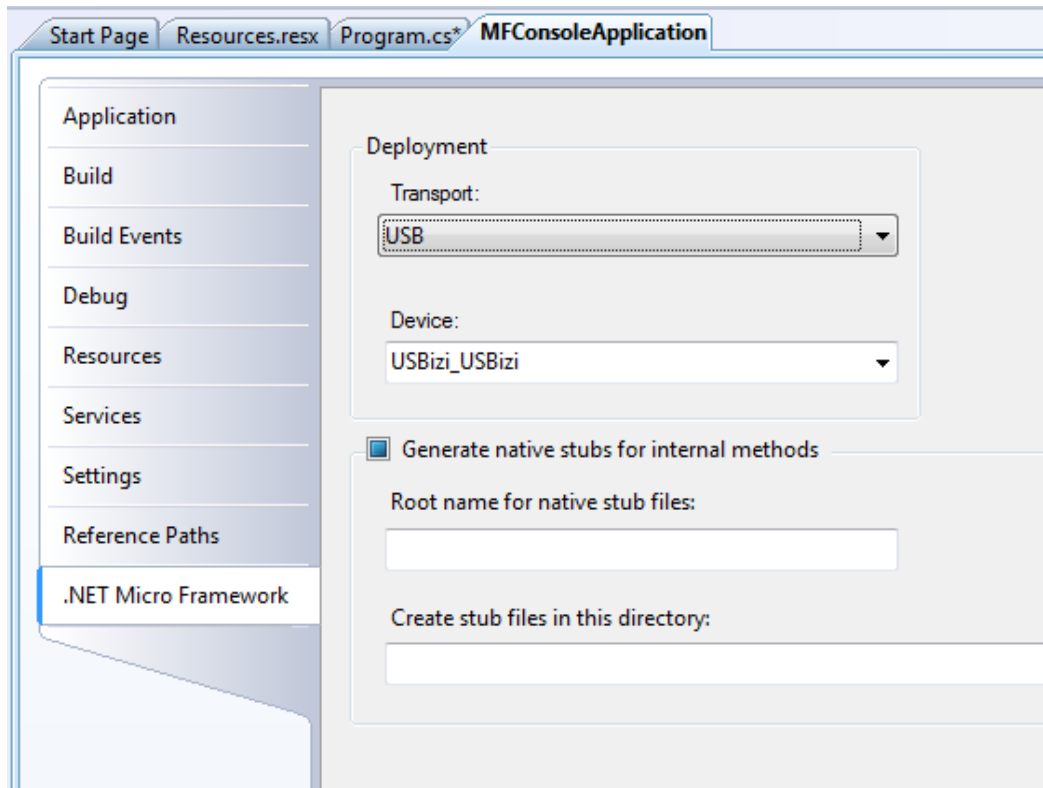 Start Page Resources.resx Program.cs* MFConsoleApplication
Application
Build
Build Events
Debug
Resources
Services
Settings
Reference Paths
.NET Micro Framework
Deployment
Transport:
USB
Device:
USBizi_USBizi
Generate native stubs for internal methods
Root name for native stub files:
Create stub files in this directory: